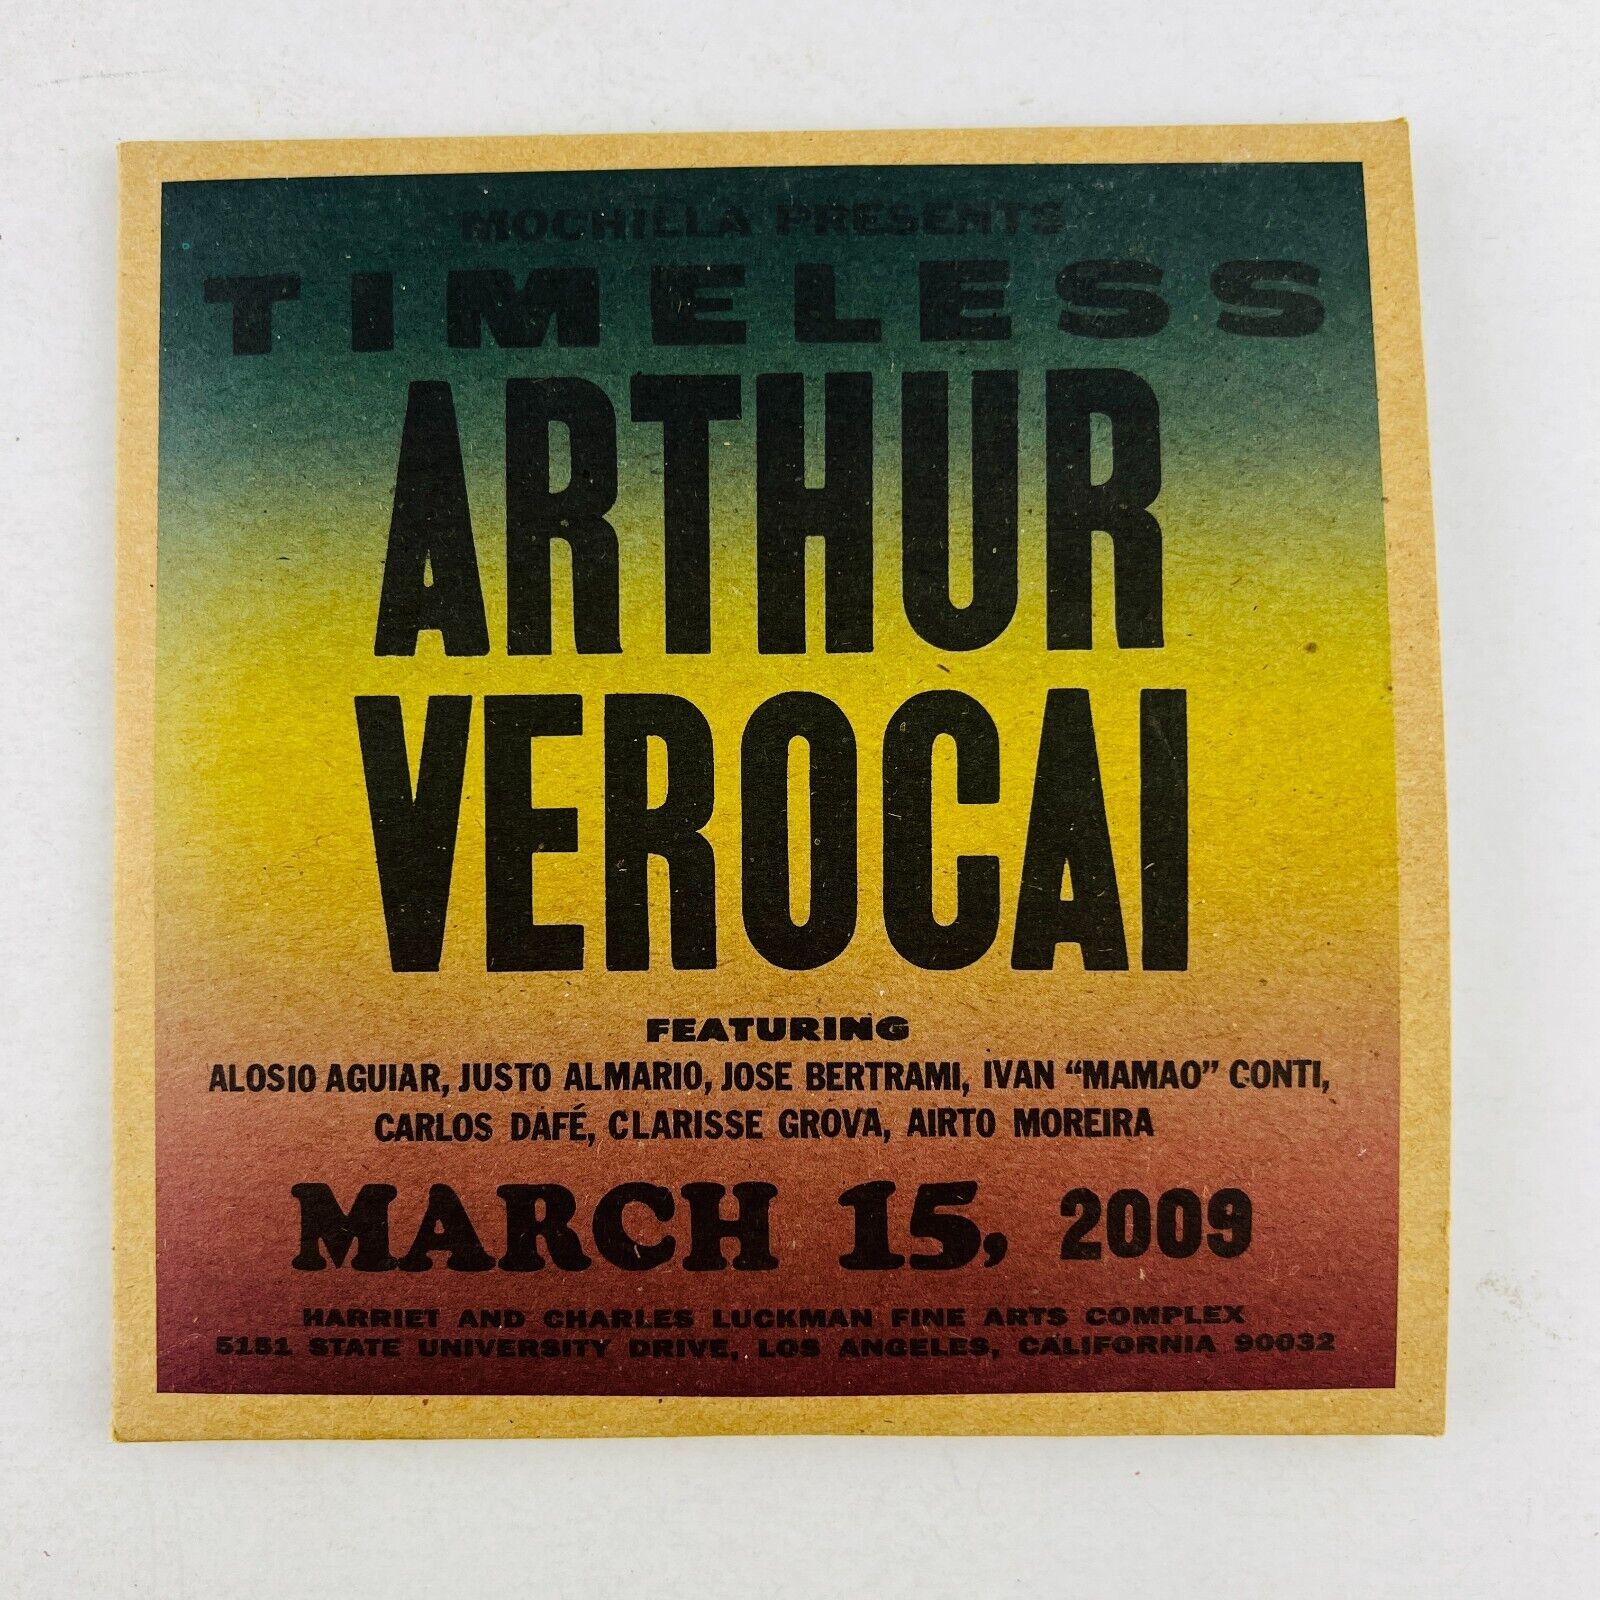 MOCHILLA PRESENTS
TIMELESS
ARTHUR
VEROCAI
FEATURING
ALOSIO AGUIAR, JUSTO ALMARIO, JOSE BERTRAMI, IVAN “MAMAO” CONTI,
CARLOS DAFÉ, CLARISSE GROVA, AIRTO MOREIRA
MARCH 15, 2009
HARRIET AND CHARLES LUCKMAN FINE ARTS COMPLEX
5151 STATE UNIVERSITY DRIVE, LOS ANGELES, CALIFORNIA 90032